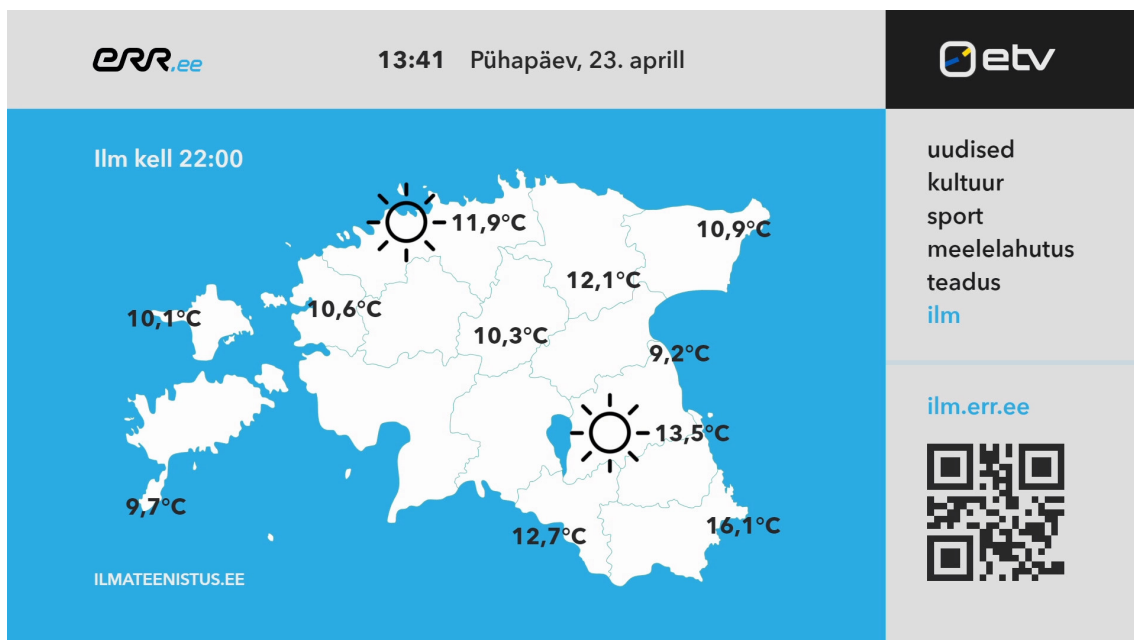 err.ee
13:41 Pühapäev, 23. aprill
etv
Ilm kell 22:00
11,9°C
10,9°C
12,1°C
10,6°C
10,1°C
10,3°C
9,2°C
13,5°C
9,7°C
12,7°C
16,1°C
ILMATEENISTUS.EE
uudised
kultuur
sport
meelelahutus
teadus
ilm
ilm.err.ee